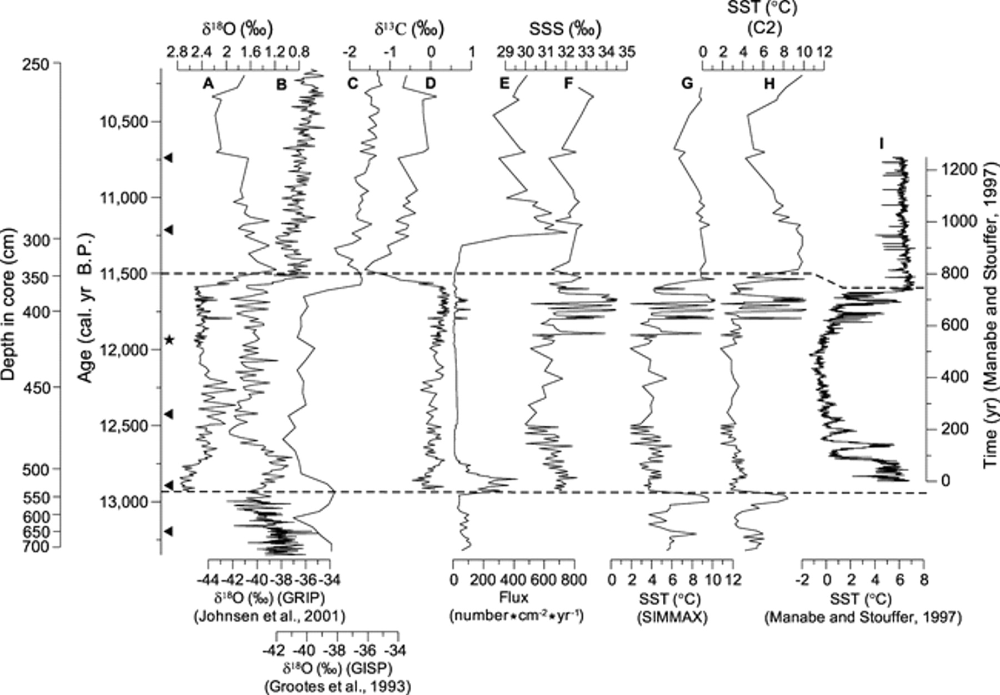 SST (°C)
δ¹⁸O (‰) δ¹³C (‰) SSS (‰) (C2)
2.8 2.4 2 1.6 1.2 0.8 -2 -1 0 1 29 30 31 32 33 34 35 0 2 4 6 8 10 12
250
A B C D E F G H
10,500
I
1200
11,000
1000
300
350 11,500 800
400
600
12,000
450 400
12,500 200
500
0
550 13,000
600
650
700
Depth in core (cm)
Age (cal. yr B.P.)
Time (yr) (Manabe and Stouffer, 1997)
-44 -42 -40 -38 -36 -34 0 200 400 600 800 0 2 4 6 8 10 12 -2 0 2 4 6 8
δ¹⁸O (‰) (GRIP) Flux SST (°C) SST (°C)
(Johnsen et al., 2001) (number★cm⁻²★yr⁻¹) (SIMMAX) (Manabe and Stouffer, 1997)
-42 -40 -38 -36 -34
δ¹⁸O (‰) (GISP)
(Grootes et al., 1993)